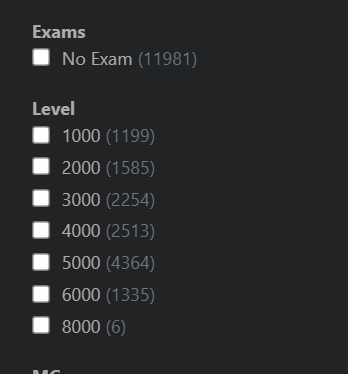 Exams
No Exam (11981)
Level
1000 (1199)
2000 (1585)
3000 (2254)
4000 (2513)
5000 (4364)
6000 (1335)
8000 (6)